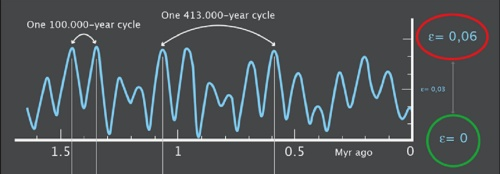 One 100.000-year cycle
One 413.000-year cycle
ε= 0,06
ε= 0,03
ε= 0
1.5
1
0.5
Myr ago
0